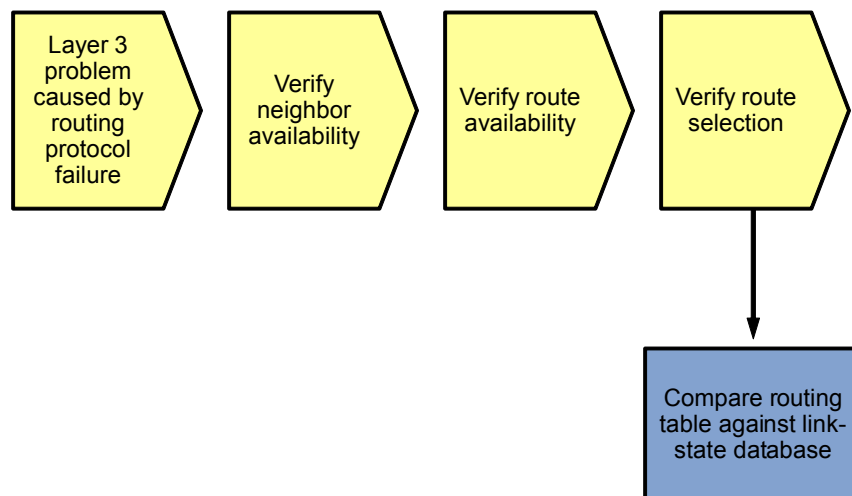 Layer 3
problem
caused by
routing
protocol
failure
Verify
neighbor
availability
Verify route
availability
Verify route
selection
Compare routing
table against link-
state database